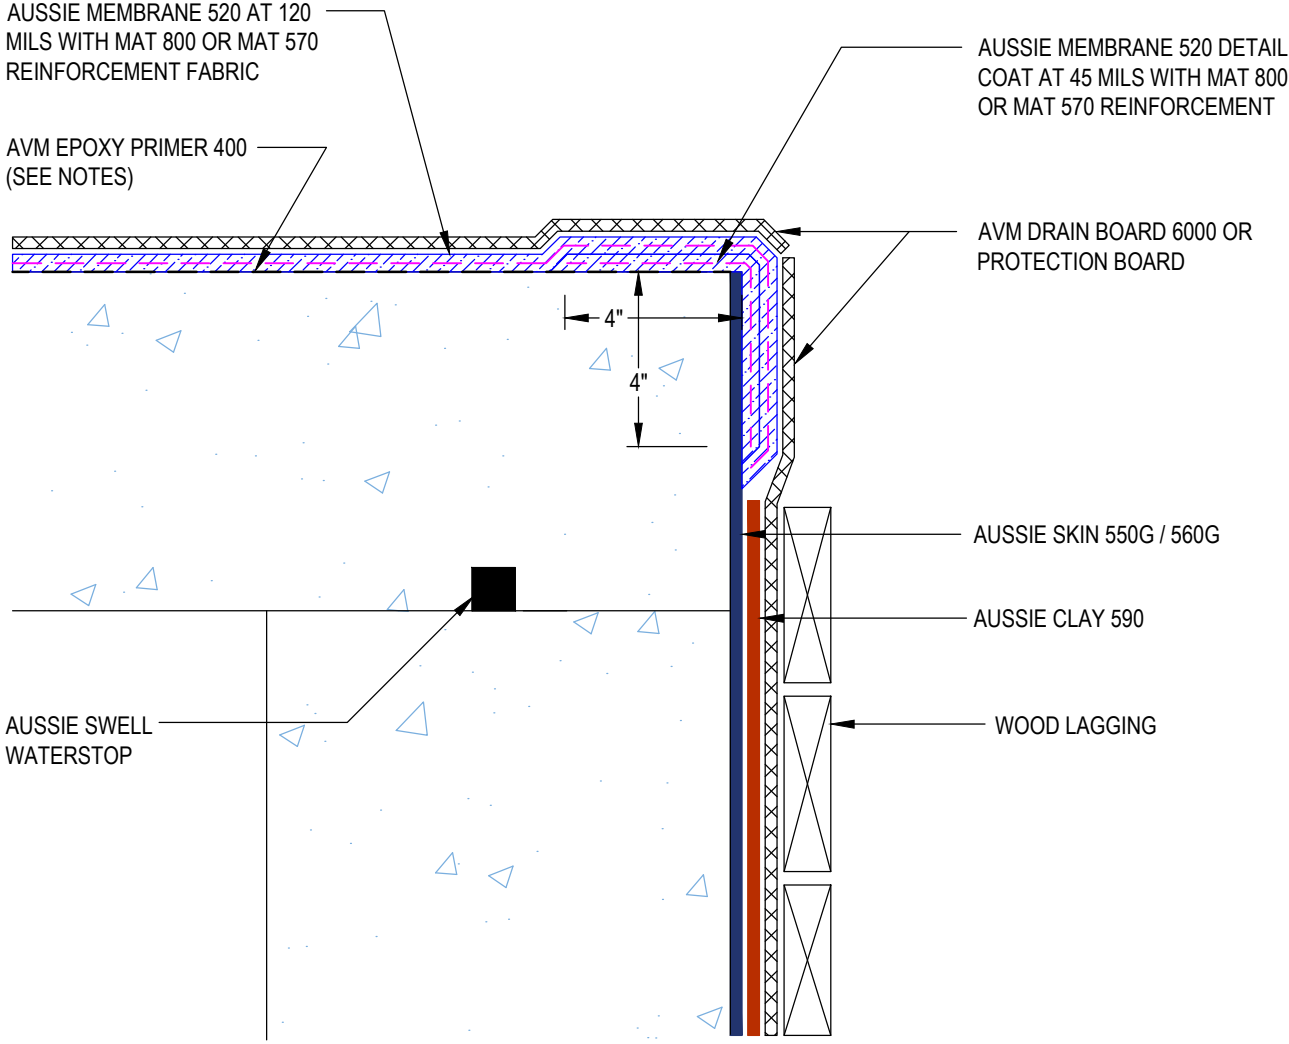 AUSSIE MEMBRANE 520 AT 120
MILS WITH MAT 800 OR MAT 570
REINFORCEMENT FABRIC
AUSSIE MEMBRANE 520 DETAIL
COAT AT 45 MILS WITH MAT 800
OR MAT 570 REINFORCEMENT
AVM EPOXY PRIMER 400
(SEE NOTES)
AVM DRAIN BOARD 6000 OR
PROTECTION BOARD
4"
4"
AUSSIE SKIN 550G / 560G
AUSSIE CLAY 590
AUSSIE SWELL
WATERSTOP
WOOD LAGGING